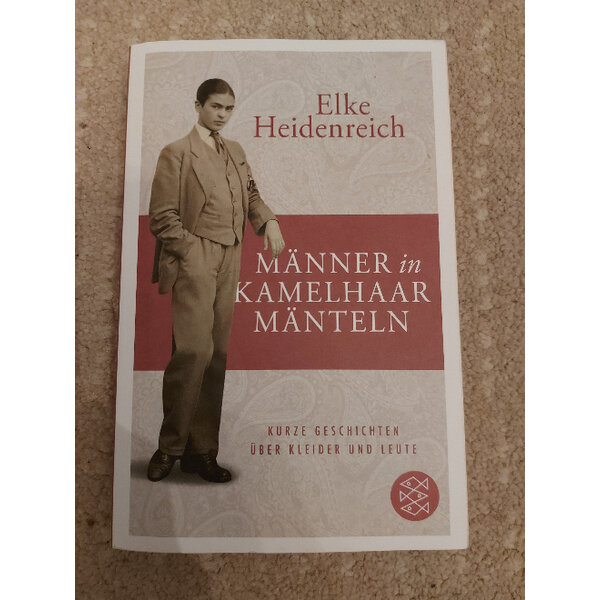 Elke
Heidenreich
MÄNNER in
KAMELHAAR
MÄNTELN
KURZE GESCHICHTEN
ÜBER KLEIDER UND LEUTE